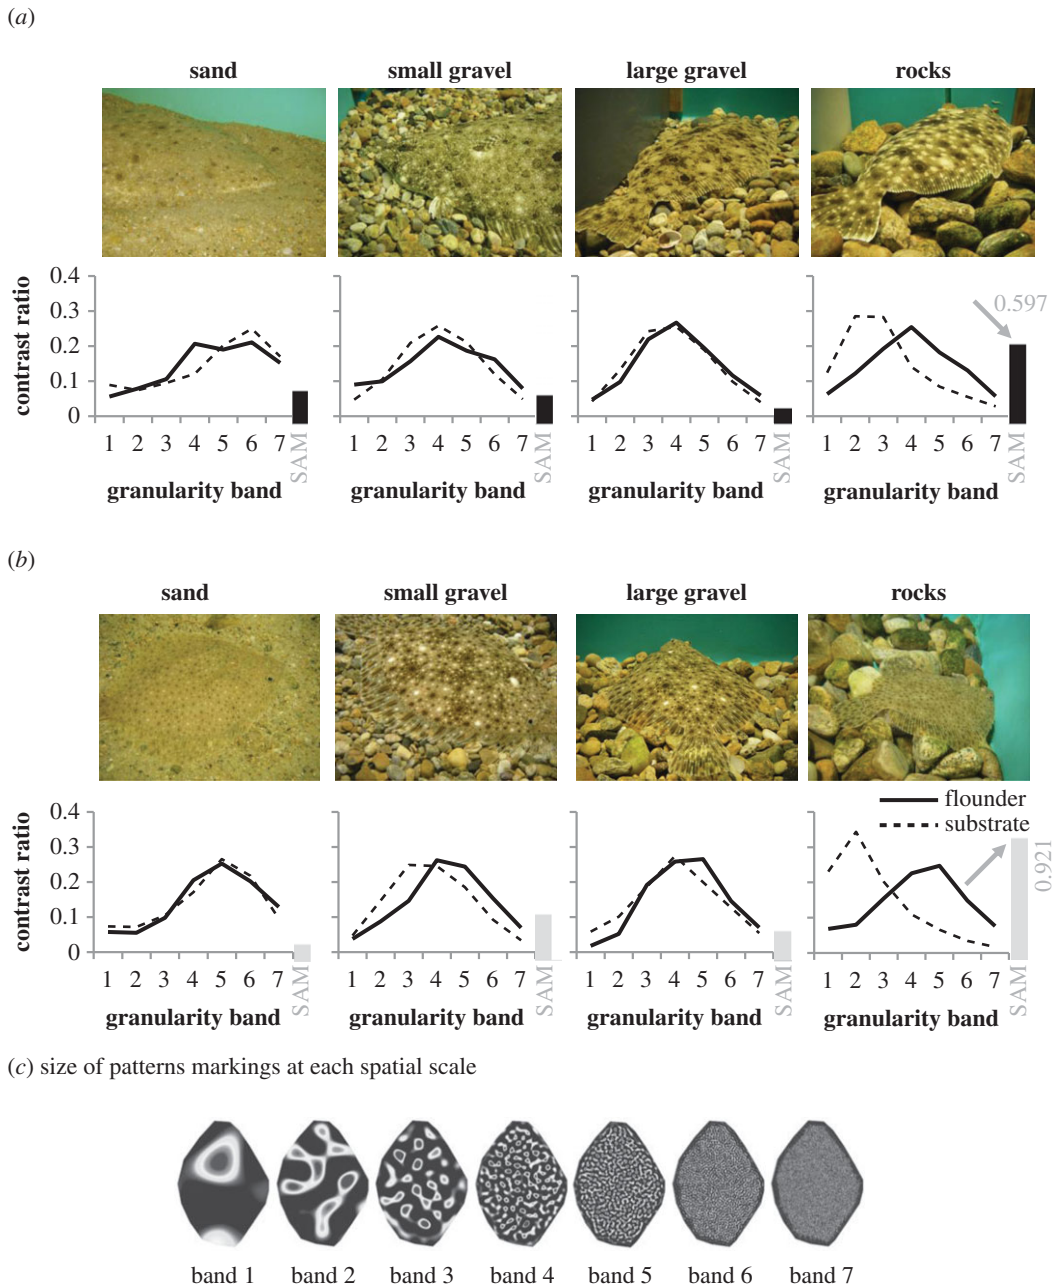 (a)
sand small gravel large gravel rocks
contrast ratio
0.4
0.3
0.2
0.1
0
0.597
1 2 3 4 5 6 7 SAM 1 2 3 4 5 6 7 SAM 1 2 3 4 5 6 7 SAM 1 2 3 4 5 6 7 SAM
granularity band granularity band granularity band granularity band
(b)
sand small gravel large gravel rocks
contrast ratio
0.4
0.3
0.2
0.1
0
flounder
substrate
0.921
1 2 3 4 5 6 7 SAM 1 2 3 4 5 6 7 SAM 1 2 3 4 5 6 7 SAM 1 2 3 4 5 6 7 SAM
granularity band granularity band granularity band granularity band
(c) size of patterns markings at each spatial scale
band 1 band 2 band 3 band 4 band 5 band 6 band 7